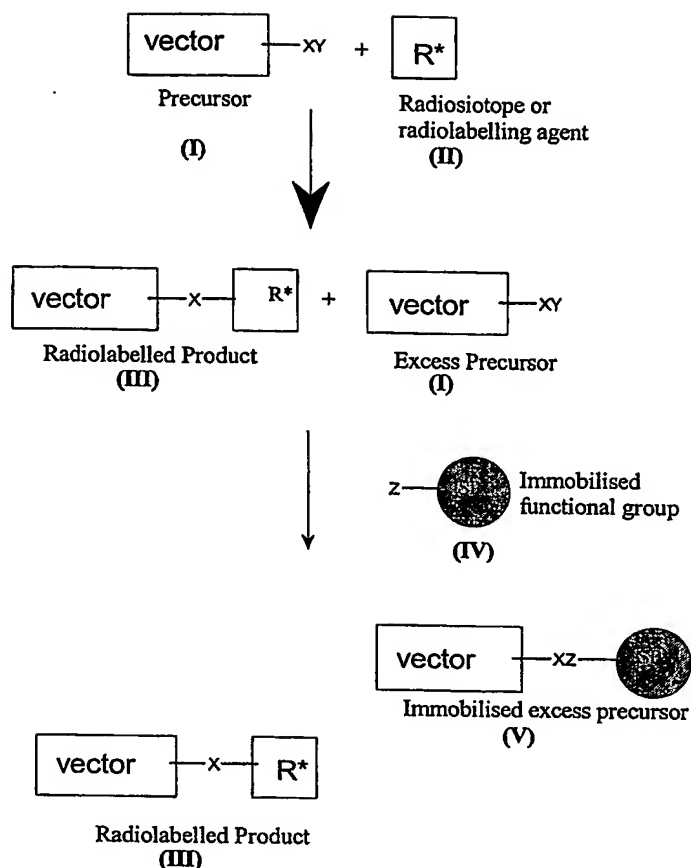 vector XY + R*
Precursor
(I)
Radiosiotope or
radiolabelling agent
(II)
vector X R* + vector XY
Radiolabelled Product
(III)
Excess Precursor
(I)
Z
Immobilised
functional group
(IV)
vector XZ
Immobilised excess precursor
(V)
vector X R*
Radiolabelled Product
(III)